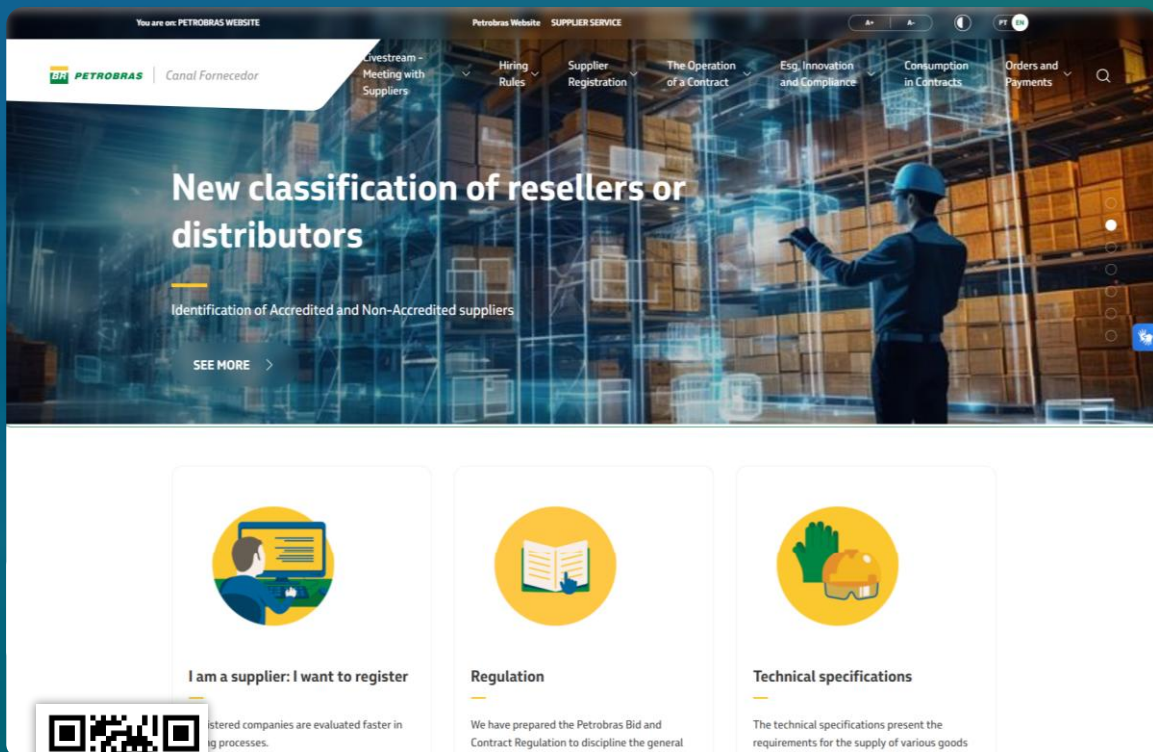 You are on: PETROBRAS WEBSITE
Petrobras Website SUPPLIER SERVICE
A+ A-
PT EN
BR PETROBRAS Canal Fornecedor
Livestream -
Meeting with
Suppliers
Hiring
Rules
Supplier
Registration
The Operation
of a Contract
Esg, Innovation
and Compliance
Consumption
in Contracts
Orders and
Payments
New classification of resellers or
distributors
Identification of Accredited and Non-Accredited suppliers
SEE MORE
I am a supplier: I want to register
processes.
Regulation
We have prepared the Petrobras Bid and
Contract Regulation to discipline the general
Technical specifications
The technical specifications present the
requirements for the supply of various goods